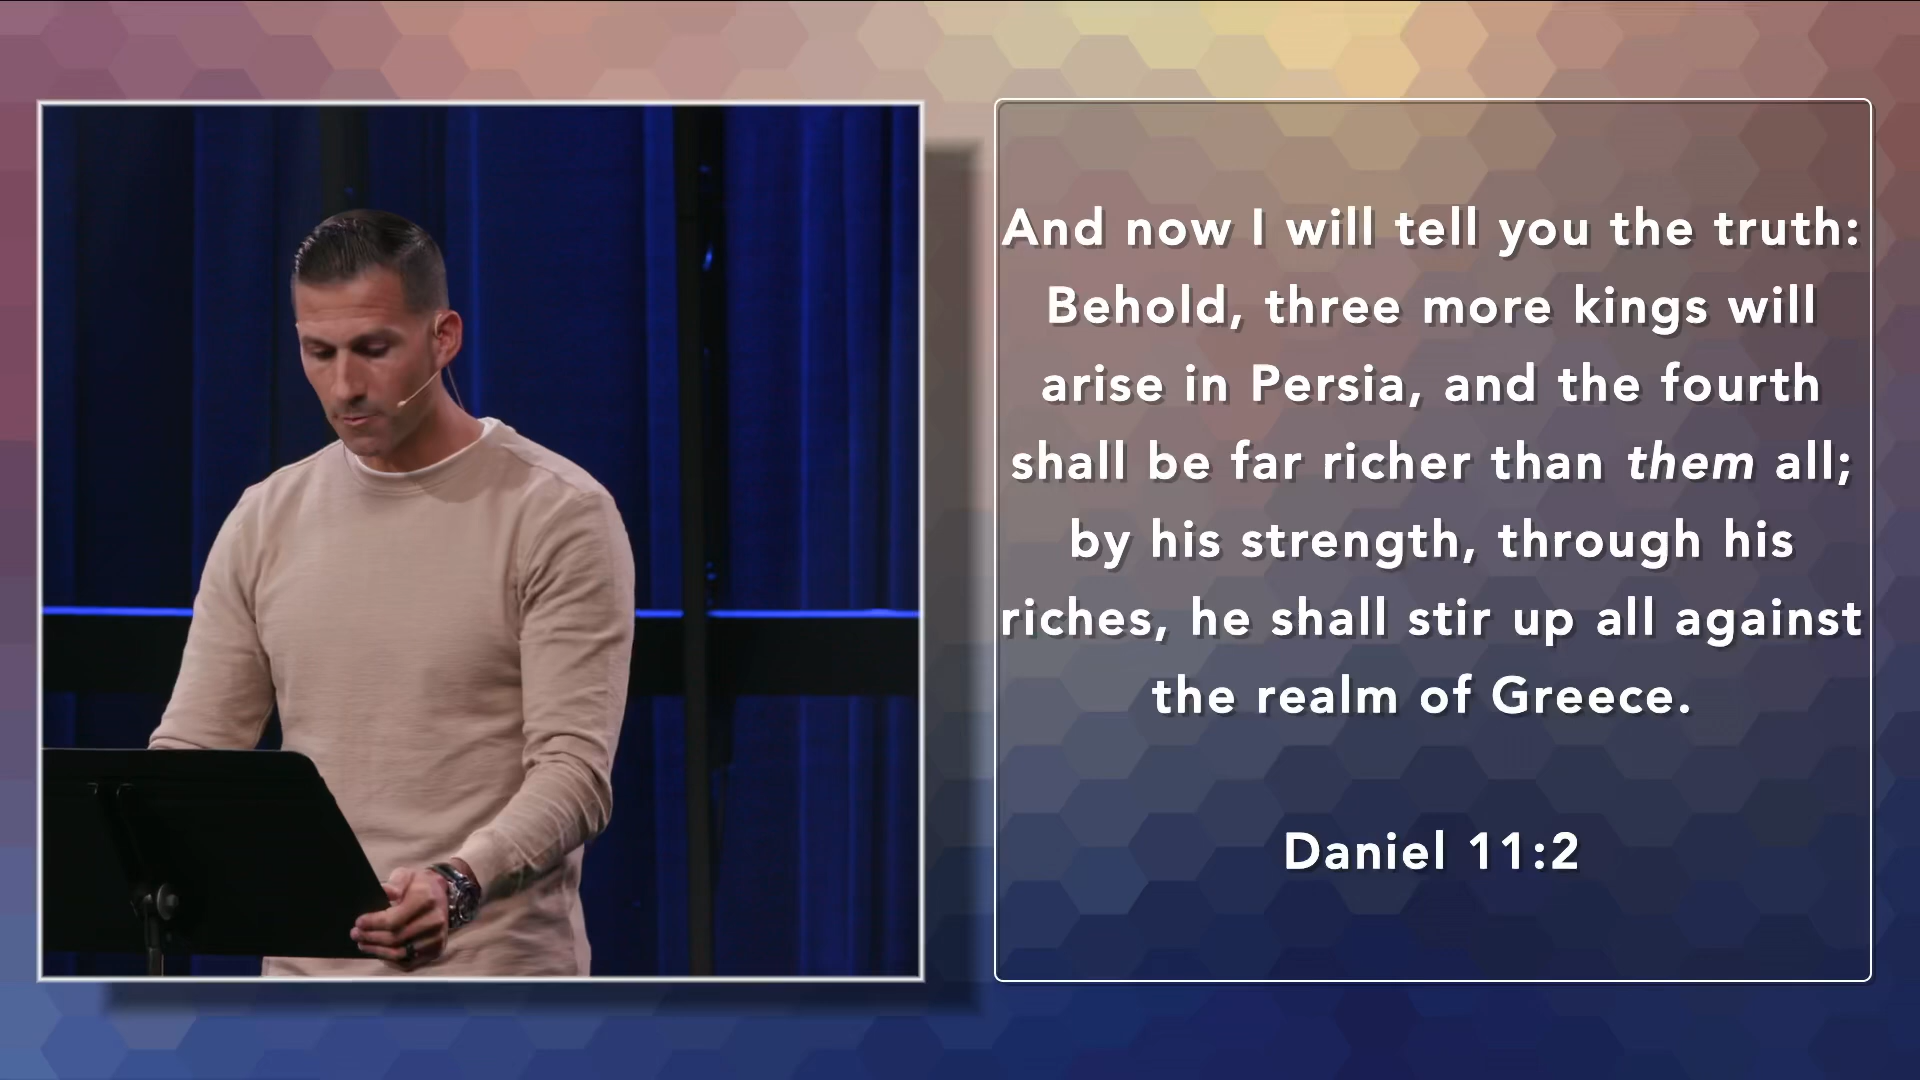 And now I will tell you the truth:
Behold, three more kings will
arise in Persia, and the fourth
shall be far richer than them all;
by his strength, through his
riches, he shall stir up all against
the realm of Greece.
Daniel 11:2